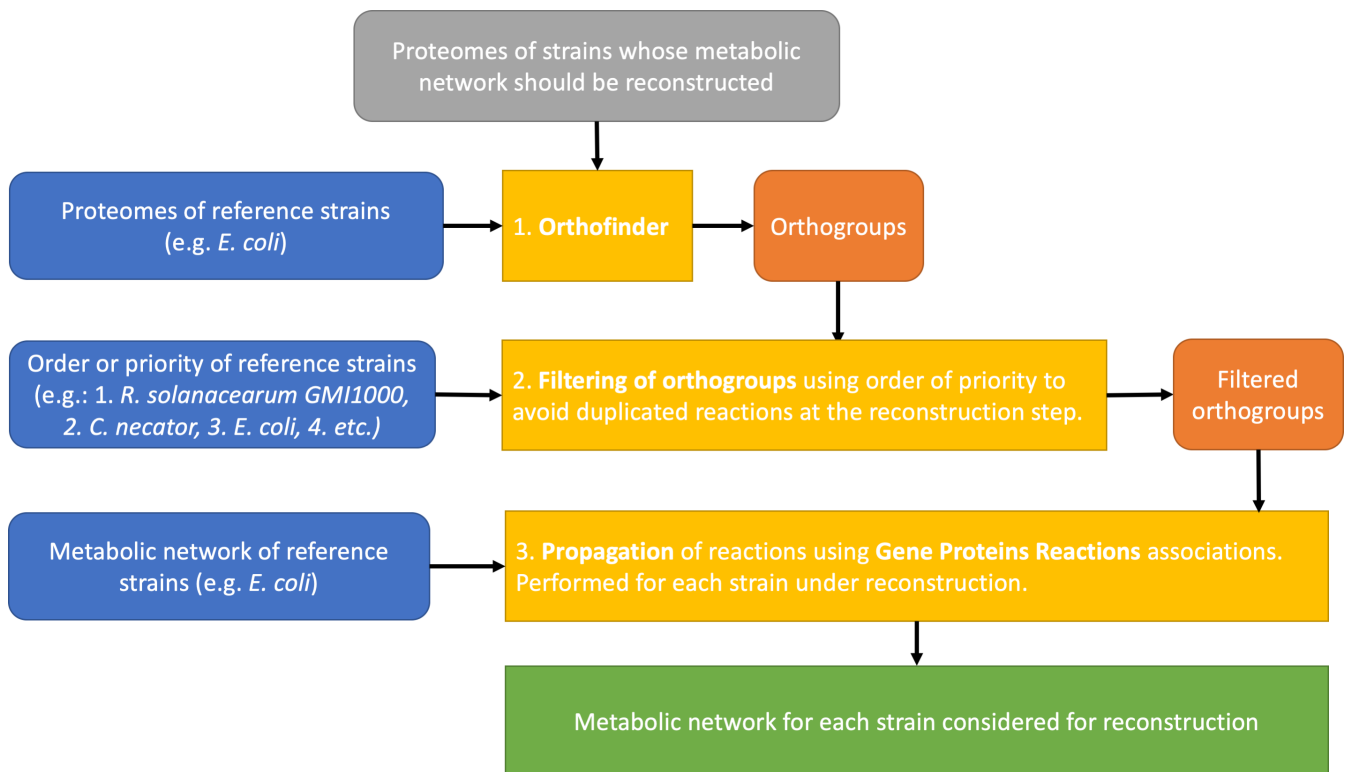 Proteomes of strains whose metabolic
network should be reconstructed
Proteomes of reference strains
(e.g. E. coli)
1. Orthofinder
Orthogroups
Order or priority of reference strains
(e.g.: 1. R. solanacearum GMI1000,
2. C. necator, 3. E. coli, 4. etc.)
2. Filtering of orthogroups using order of priority to
avoid duplicated reactions at the reconstruction step.
Filtered
orthogroups
Metabolic network of reference
strains (e.g. E. coli)
3. Propagation of reactions using Gene Proteins Reactions associations.
Performed for each strain under reconstruction.
Metabolic network for each strain considered for reconstruction